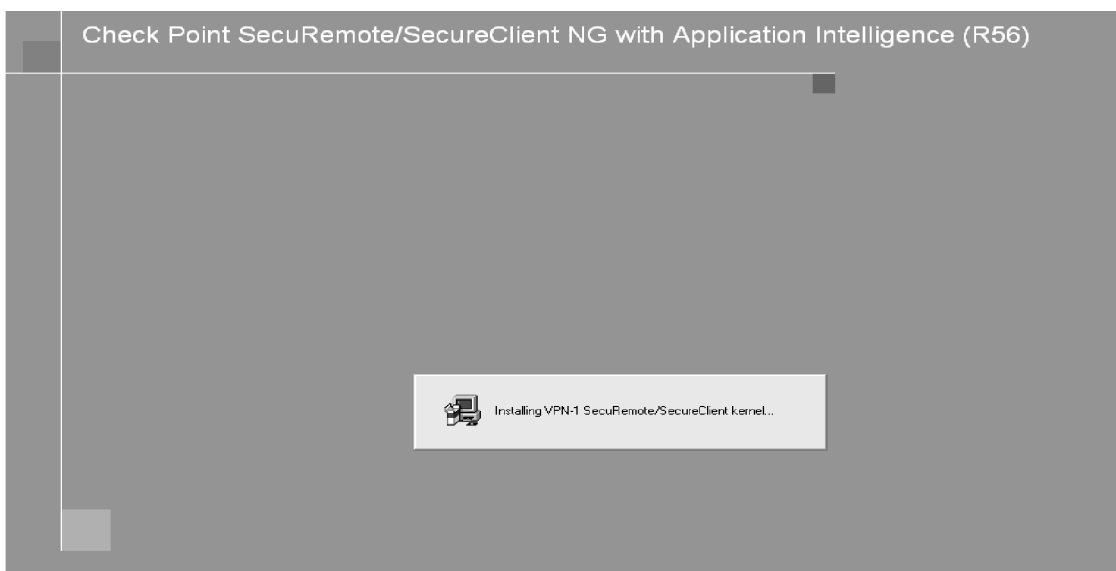 Check Point SecuRemote/SecureClient NG with Application Intelligence (R56)
Installing VPN-1 SecuRemote/SecureClient kernel...